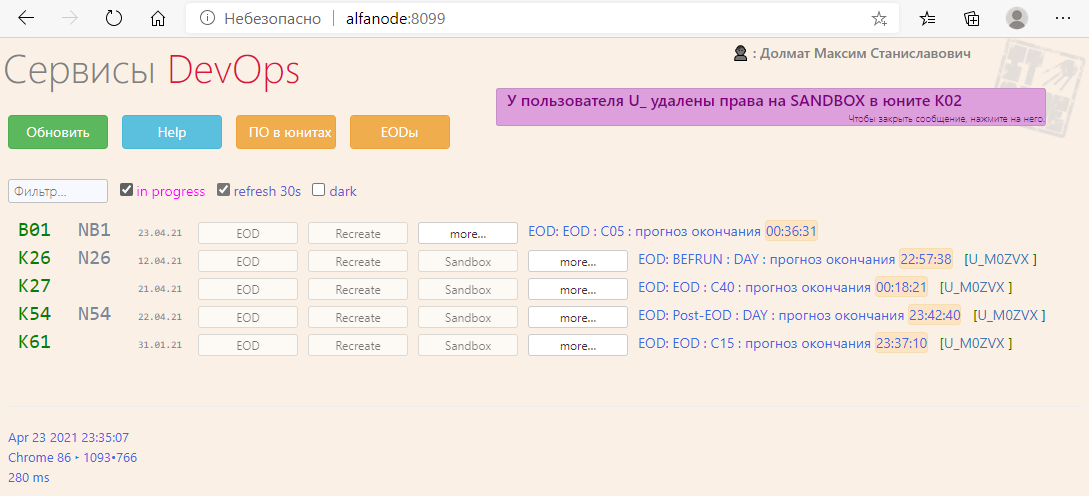 Небезопасно | alfanode:8099
Сервисы DevOps
: Долмат Максим Станиславович
У пользователя U_ удалены права на SANDBOX в юните K02
Чтобы закрыть сообщение, нажмите на него.
Обновить Help ПО в юнитах EODы
Фильтр... in progress refresh 30s dark
B01 NB1 23.04.21 EOD Recreate more... EOD: EOD : C05 : прогноз окончания 00:36:31
K26 N26 12.04.21 EOD Recreate Sandbox more... EOD: BEFRUN : DAY : прогноз окончания 22:57:38 [U_M0ZVX ]
K27 21.04.21 EOD Recreate Sandbox more... EOD: EOD : C40 : прогноз окончания 00:18:21 [U_M0ZVX ]
K54 N54 22.04.21 EOD Recreate Sandbox more... EOD: Post-EOD : DAY : прогноз окончания 23:42:40 [U_M0ZVX ]
K61 31.01.21 EOD Recreate Sandbox more... EOD: EOD : C15 : прогноз окончания 23:37:10 [U_M0ZVX ]
Apr 23 2021 23:35:07
Chrome 86 ‣ 1093•766
280 ms